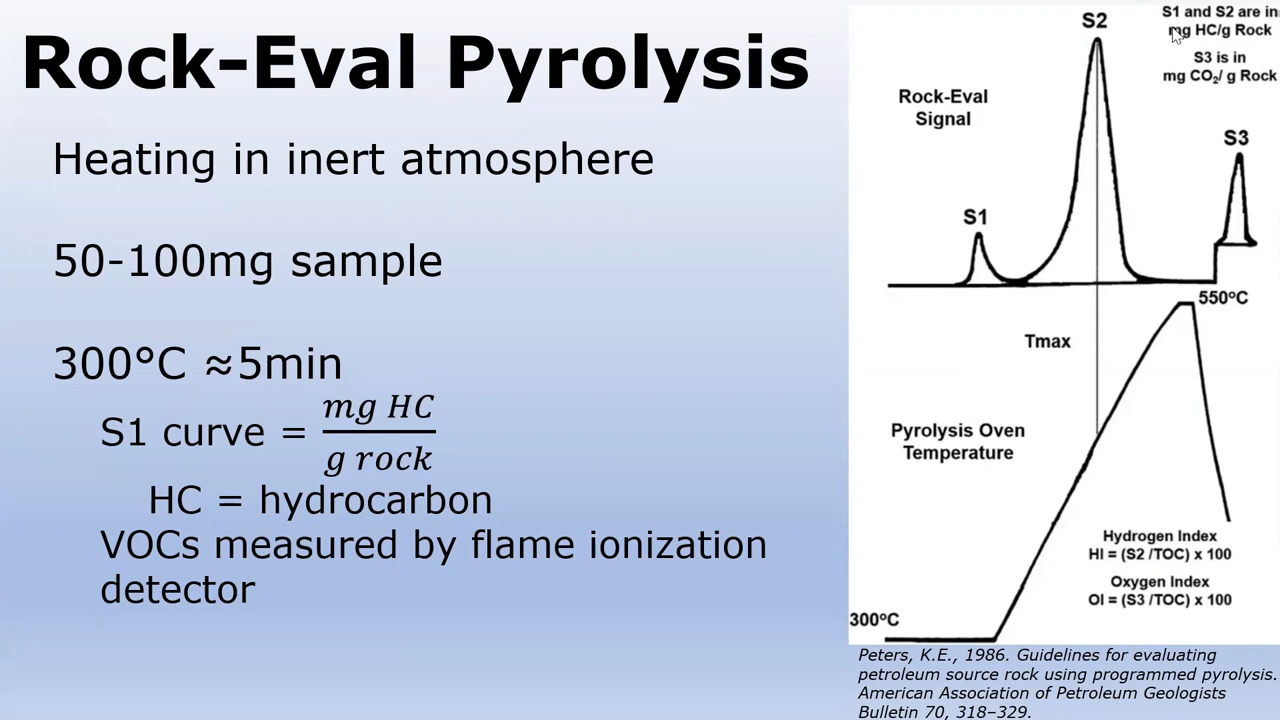 Rock-Eval Pyrolysis
Heating in inert atmosphere
50-100mg sample
300°C ≈5min
S1 curve = mg HC / g rock
HC = hydrocarbon
VOCs measured by flame ionization
detector
S2
S1 and S2 are in
mg HC/g Rock
S3 is in
mg CO₂/ g Rock
Rock-Eval
Signal
S3
S1
550°C
Tmax
Pyrolysis Oven
Temperature
Hydrogen Index
HI = (S2 /TOC) x 100
Oxygen Index
OI = (S3 /TOC) x 100
300°C
Peters, K.E., 1986. Guidelines for evaluating
petroleum source rock using programmed pyrolysis.
American Association of Petroleum Geologists
Bulletin 70, 318–329.